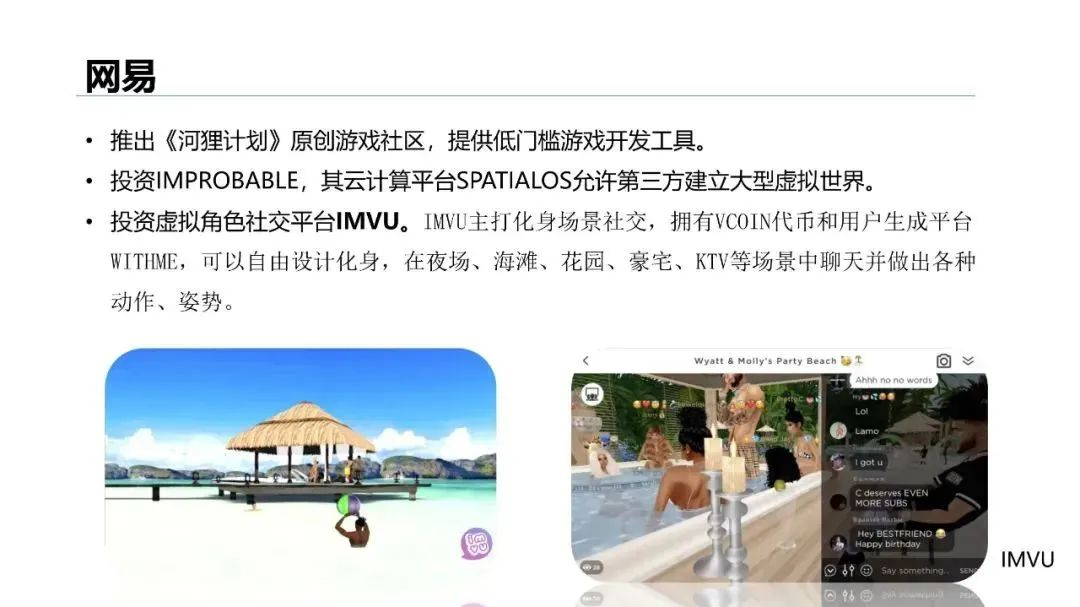 网易
• 推出《河狸计划》原创游戏社区，提供低门槛游戏开发工具。
• 投资IMPROBABLE，其云计算平台SPATIALOS允许第三方建立大型虚拟世界。
• 投资虚拟角色社交平台IMVU。IMVU主打化身场景社交，拥有VCOIN代币和用户生成平台
WITHME，可以自由设计化身，在夜场、海滩、花园、豪宅、KTV等场景中聊天并做出各种
动作、姿势。
Wyatt & Molly's Party Beach
Ahhh no no words
Lol
Lamo
I got u
C deserves EVEN
MORE SUBS
Hey BESTFRIEND 😂
Happy birthday
Say something...
IMVU